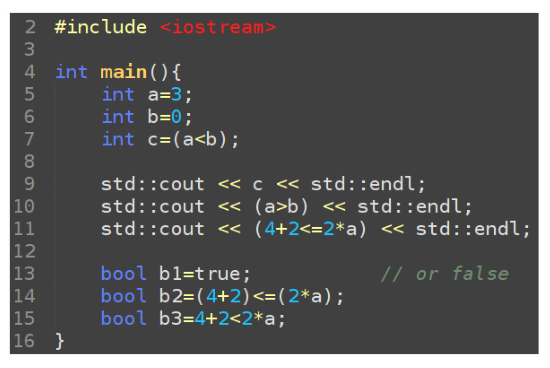 2 #include <iostream>
3
4 int main(){
5     int a=3;
6     int b=0;
7     int c=(a<b);
8
9     std::cout << c << std::endl;
10     std::cout << (a>b) << std::endl;
11     std::cout << (4+2<=2*a) << std::endl;
12
13     bool b1=true;           // or false
14     bool b2=(4+2)<=(2*a);
15     bool b3=4+2<2*a;
16 }